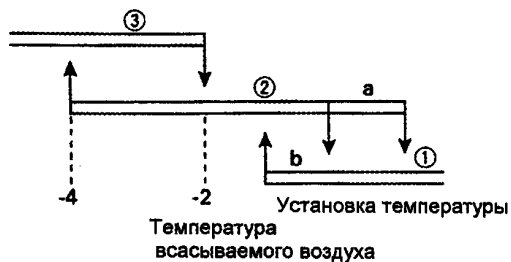 ③
② a
b ①
-4 -2 Установка температуры
Температура
всасываемого воздуха